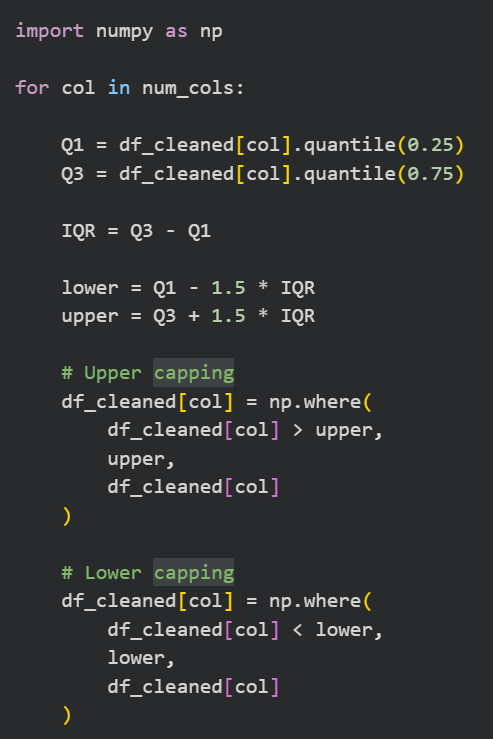 import numpy as np
for col in num_cols:
    Q1 = df_cleaned[col].quantile(0.25)
    Q3 = df_cleaned[col].quantile(0.75)
    IQR = Q3 - Q1
    lower = Q1 - 1.5 * IQR
    upper = Q3 + 1.5 * IQR
    # Upper capping
    df_cleaned[col] = np.where(
        df_cleaned[col] > upper,
        upper,
        df_cleaned[col]
    )
    # Lower capping
    df_cleaned[col] = np.where(
        df_cleaned[col] < lower,
        lower,
        df_cleaned[col]
    )